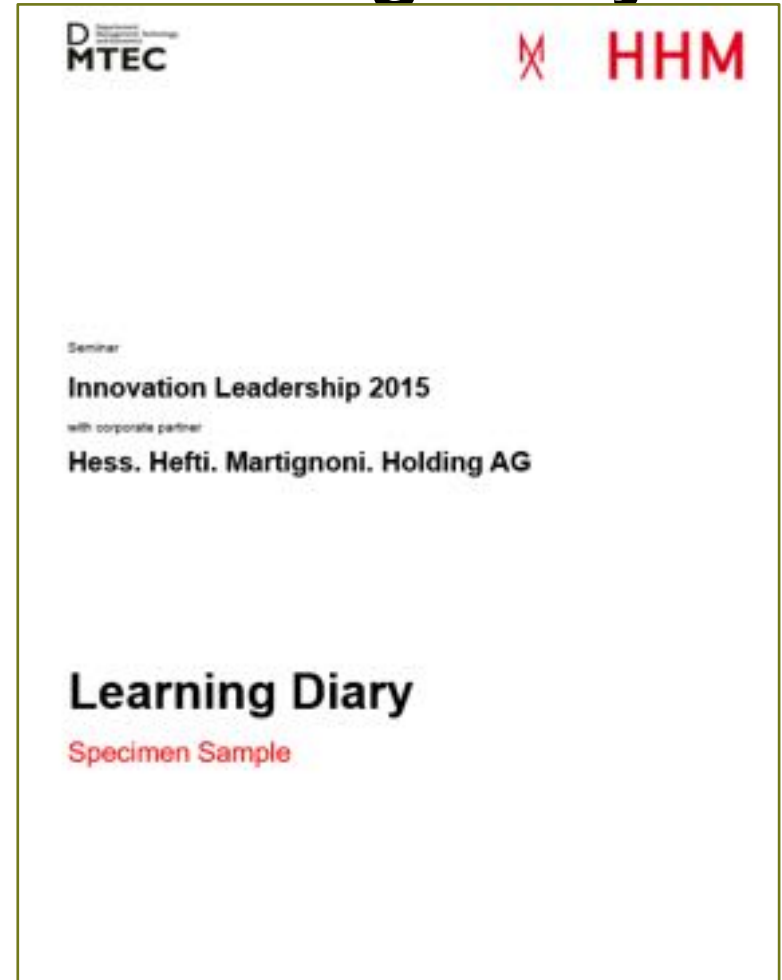 D
MTEC
HHM
Seminar
Innovation Leadership 2015
with corporate partner
Hess. Hefti. Martignoni. Holding AG
Learning Diary
Specimen Sample